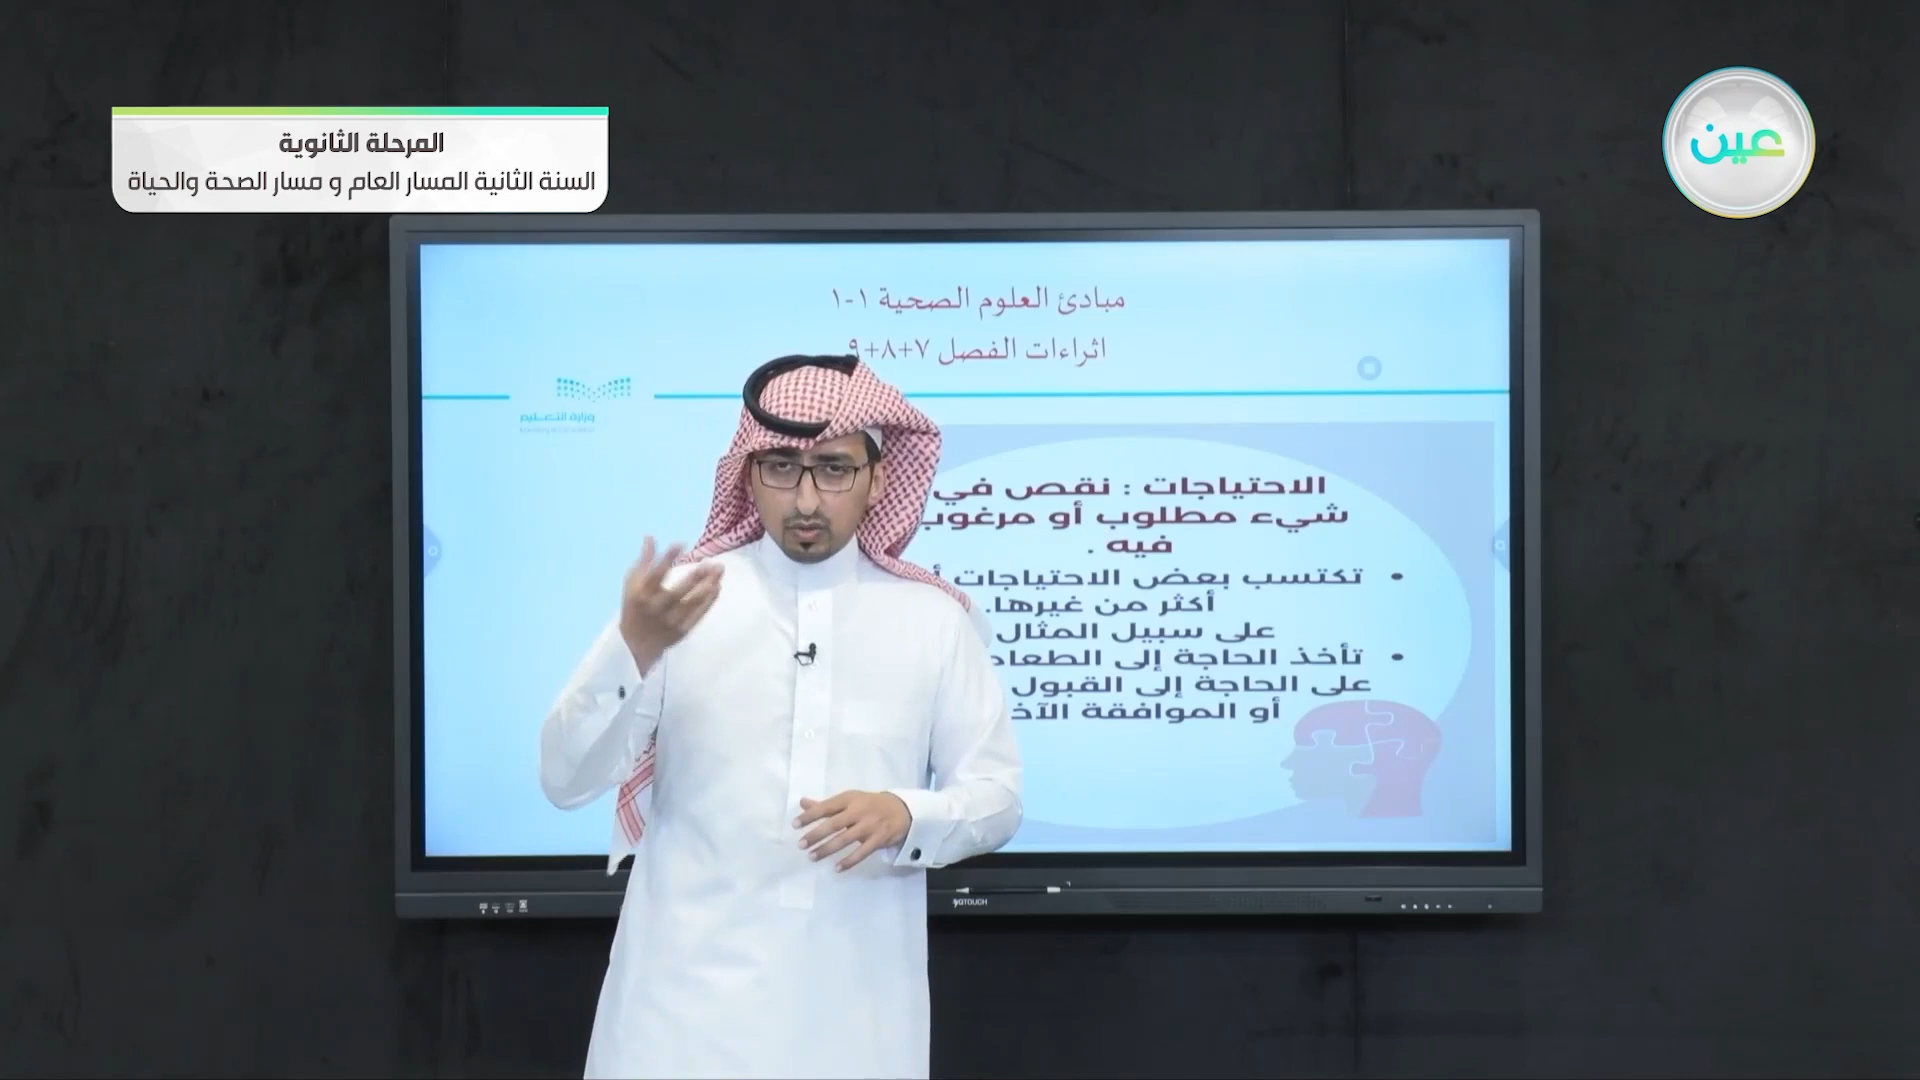 المرحلة الثانوية
السنة الثانية المسار العام و مسار الصحة والحياة
عين
مبادئ العلوم الصحية ١-١
اثراءات الفصل ٧+٨+٩
وزارة التعليم
الاحتياجات : نقص في
شيء مطلوب أو مرغوب
فيه .
• تكتسب بعض الاحتياجات
أكثر من غيرها.
على سبيل المثال
• تأخذ الحاجة إلى الطعام
على الحاجة إلى القبول
أو الموافقة